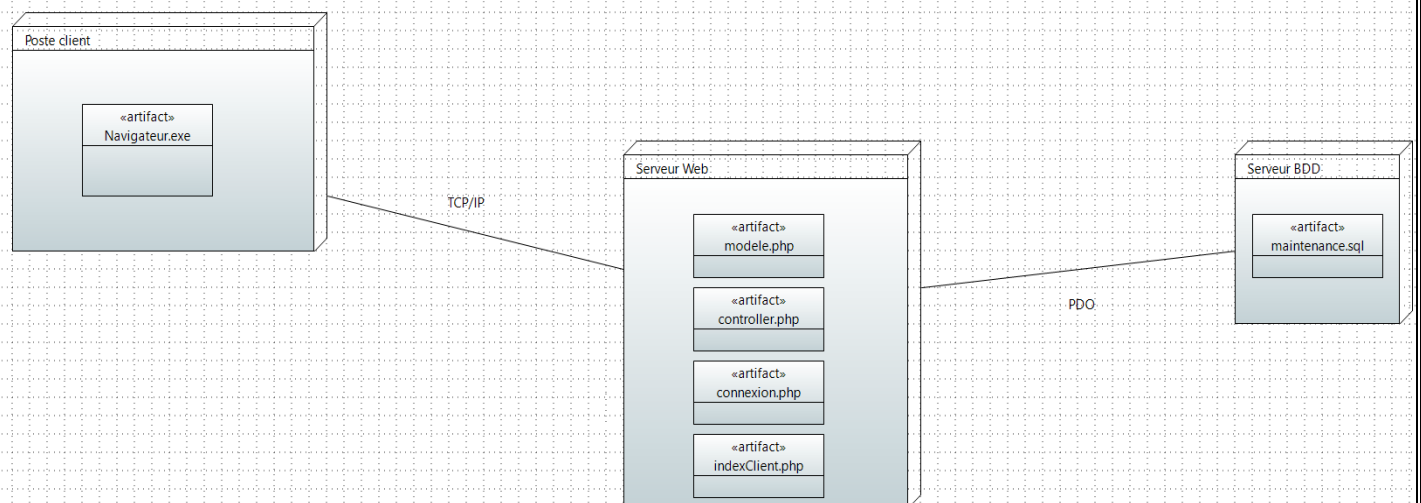 Poste client
«artifact»
Navigateur.exe
TCP/IP
Serveur Web
«artifact»
modele.php
«artifact»
controller.php
«artifact»
connexion.php
«artifact»
indexClient.php
PDO
Serveur BDD
«artifact»
maintenance.sql